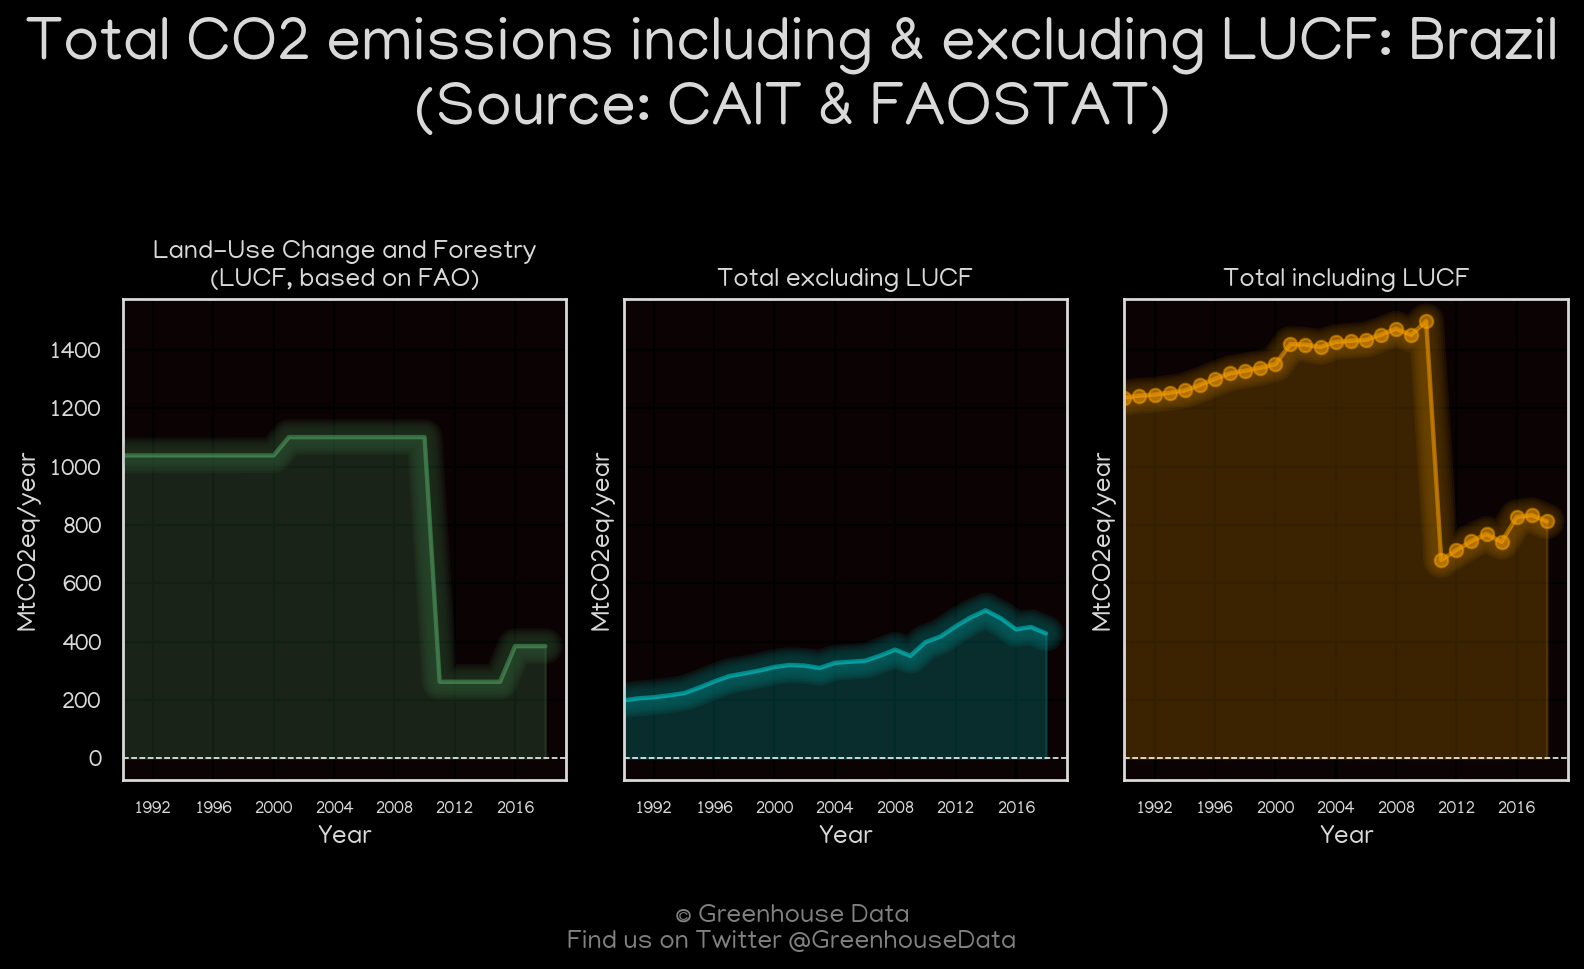 Total CO2 emissions including & excluding LUCF: Brazil
(Source: CAIT & FAOSTAT)
Land-Use Change and Forestry
(LUCF, based on FAO)
Total excluding LUCF
Total including LUCF
MtCO2eq/year
1400
1200
1000
800
600
400
200
0
MtCO2eq/year
MtCO2eq/year
1992 1996 2000 2004 2008 2012 2016
1992 1996 2000 2004 2008 2012 2016
1992 1996 2000 2004 2008 2012 2016
Year
Year
Year
© Greenhouse Data
Find us on Twitter @GreenhouseData